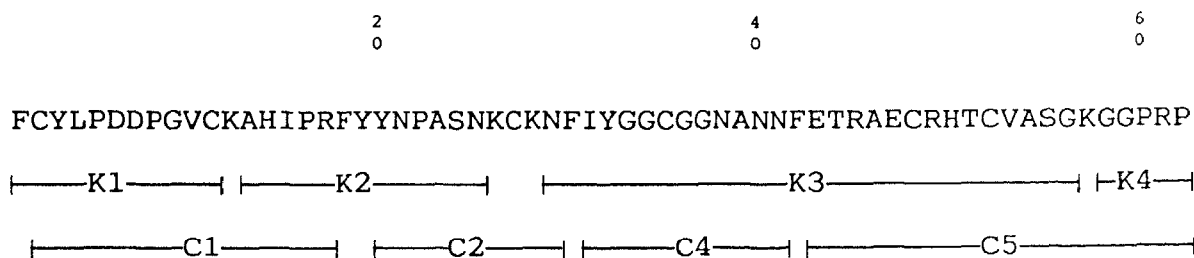 2 4 6
0 0 0
FCYLPDDPGVCKAHIPRFYYNPASNKCKNFIYGGCGGNANNFETRAECRHTCVASGKGGPRP
K1 K2 K3 K4
C1 C2 C4 C5